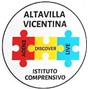 ALTAVILLA
VICENTINA
DISCOVER
ISTITUTO
COMPRENSIVO